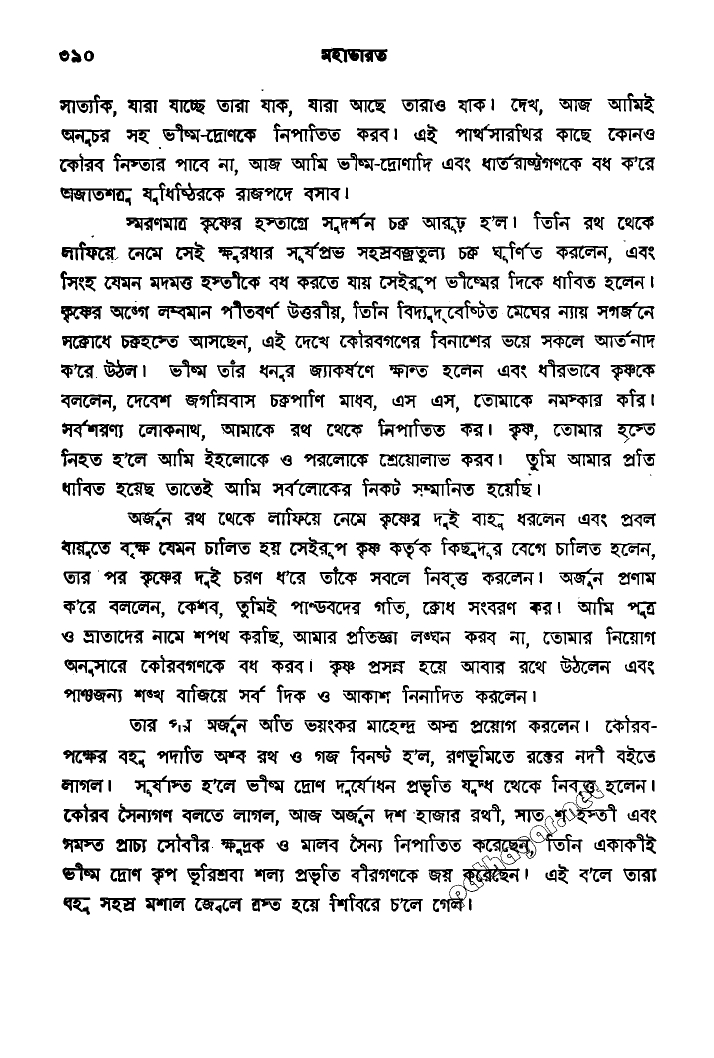 ৩১০ মহাভারত
সাত্যকি, যারা যাচ্ছে তারা যাক, যারা আছে তারাও যাক। দেখ, আজ আমিই
অনুচর সহ ভীষ্ম-দ্রোণকে নিপাতিত করব। এই পার্থসারথির কাছে কোনও
কৌরব নিস্তার পাবে না, আজ আমি ভীষ্ম-দ্রোণাদি এবং ধার্তরাষ্ট্রগণকে বধ ক'রে
অজাতশত্রু যুধিষ্ঠিরকে রাজপদে বসাব।
স্মরণমাত্র কৃষ্ণের হস্তাগ্রে সুদর্শন চক্র আরূঢ় হ'ল। তিনি রথ থেকে
লাফিয়ে নেমে সেই ক্ষুরধার সূর্যপ্রভ সহস্রবজ্রতুল্য চক্র ঘূর্ণিত করলেন, এবং
সিংহ যেমন মদমত্ত হস্তীকে বধ করতে যায় সেইরূপ ভীষ্মের দিকে ধাবিত হলেন।
কৃষ্ণের অঙ্গে লম্বমান পীতবর্ণ উত্তরীয়, তিনি বিদ্যুদ্‌বেষ্টিত মেঘের ন্যায় সগর্জনে
সক্রোধে চক্রহস্তে আসছেন, এই দেখে কৌরবগণের বিনাশের ভয়ে সকলে আর্তনাদ
ক'রে উঠল। ভীষ্ম তাঁর ধনুর জ্যাকর্ষণে ক্ষান্ত হলেন এবং ধীরভাবে কৃষ্ণকে
বললেন, দেবেশ জগন্নিবাস চক্রপাণি মাধব, এস এস, তোমাকে নমস্কার করি।
সর্বশরণ্য লোকনাথ, আমাকে রথ থেকে নিপাতিত কর। কৃষ্ণ, তোমার হস্তে
নিহত হ'লে আমি ইহলোকে ও পরলোকে শ্রেয়োলাভ করব। তুমি আমার প্রতি
ধাবিত হয়েছ তাতেই আমি সর্বলোকের নিকট সম্মানিত হয়েছি।
অর্জুন রথ থেকে লাফিয়ে নেমে কৃষ্ণের দুই বাহু ধরলেন এবং প্রবল
বায়ুতে বৃক্ষ যেমন চালিত হয় সেইরূপ কৃষ্ণ কর্তৃক কিছুদূর বেগে চালিত হলেন,
তার পর কৃষ্ণের দুই চরণ ধ'রে তাঁকে সবলে নিবৃত্ত করলেন। অর্জুন প্রণাম
ক'রে বললেন, কেশব, তুমিই পাণ্ডবদের গতি, ক্রোধ সংবরণ কর। আমি পুত্র
ও ভ্রাতাদের নামে শপথ করছি, আমার প্রতিজ্ঞা লঙ্ঘন করব না, তোমার নিয়োগ
অনুসারে কৌরবগণকে বধ করব। কৃষ্ণ প্রসন্ন হয়ে আবার রথে উঠলেন এবং
পাঞ্চজন্য শঙ্খ বাজিয়ে সর্ব দিক ও আকাশ নিনাদিত করলেন।
তার পর অর্জুন অতি ভয়ংকর মাহেন্দ্র অস্ত্র প্রয়োগ করলেন। কৌরব-
পক্ষের বহু পদাতি অশ্ব রথ ও গজ বিনষ্ট হ'ল, রণভূমিতে রক্তের নদী বইতে
লাগল। সূর্যাস্ত হ'লে ভীষ্ম দ্রোণ দুর্যোধন প্রভৃতি যুদ্ধ থেকে নিবৃত্ত হলেন।
কৌরব সৈন্যগণ বলতে লাগল, আজ অর্জুন দশ হাজার রথী, সাত শ হস্তী এবং
সমস্ত প্রাচ্য সৌবীর ক্ষুদ্রক ও মালব সৈন্য নিপাতিত করেছেন, তিনি একাকীই
ভীষ্ম দ্রোণ কৃপ ভূরিশ্রবা শল্য প্রভৃতি বীরগণকে জয় করেছেন। এই ব'লে তারা
বহু সহস্র মশাল জ্বেলে ত্রস্ত হয়ে শিবিরে চ'লে গেল।